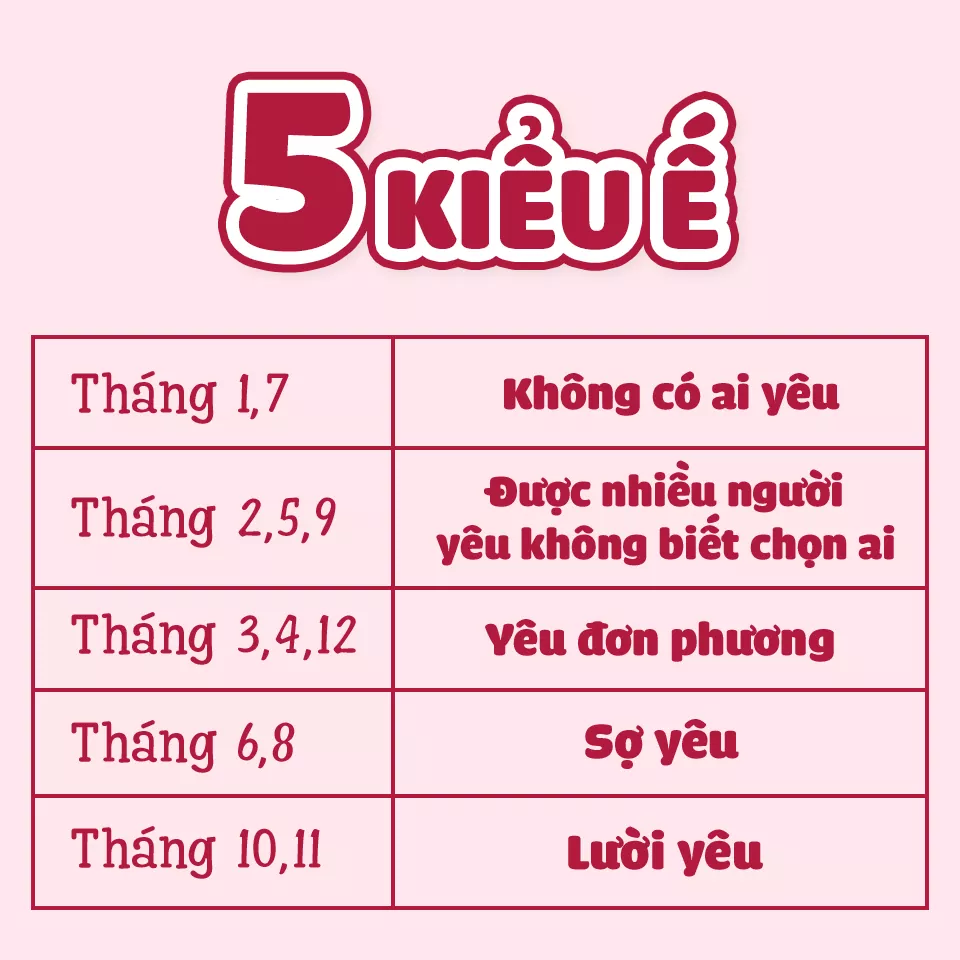 5 KIỂU Ế
Tháng 1,7
Không có ai yêu
Tháng 2,5,9
Được nhiều người
yêu không biết chọn ai
Tháng 3,4,12
Yêu đơn phương
Tháng 6,8
Sợ yêu
Tháng 10,11
Lười yêu